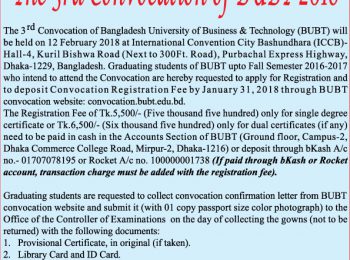 The 3rd Convocation of BUBT 2018
The 3rd Convocation of Bangladesh University of Business & Technology (BUBT) will
be held on 12 February 2018 at International Convention City Bashundhara (ICCB)-
Hall-4, Kuril Bishwa Road (Next to 300Ft. Road), Purbachal Express Highway,
Dhaka-1229, Bangladesh. Graduating students of BUBT upto Fall Semester 2016-2017
who intend to attend the Convocation are hereby requested to apply for Registration and
to deposit Convocation Registration Fee by January 31, 2018 through BUBT
convocation website: convocation.bubt.edu.bd.
The Registration Fee of Tk.5,500/- (Five thousand five hundred) only for single degree
certificate or Tk.6,500/- (Six thousand five hundred) only for dual certificates (if any)
need to be paid in cash in the Accounts Section of BUBT (Ground floor, Campus-2,
Dhaka Commerce College Road, Mirpur-2, Dhaka-1216) or deposit through bKash A/c
no.- 01707078195 or Rocket A/c no. 100000001738 (If paid through bKash or Rocket
account, transaction charge must be added with the registration fee).
Graduating students are requested to collect convocation confirmation letter from BUBT
convocation website and submit it (with 01 copy passport size color photograph) to the
Office of the Controller of Examinations on the day of collecting the gowns (not to be
returned) with the following documents:
1. Provisional Certificate, in original (if taken).
2. Library Card and ID Card.